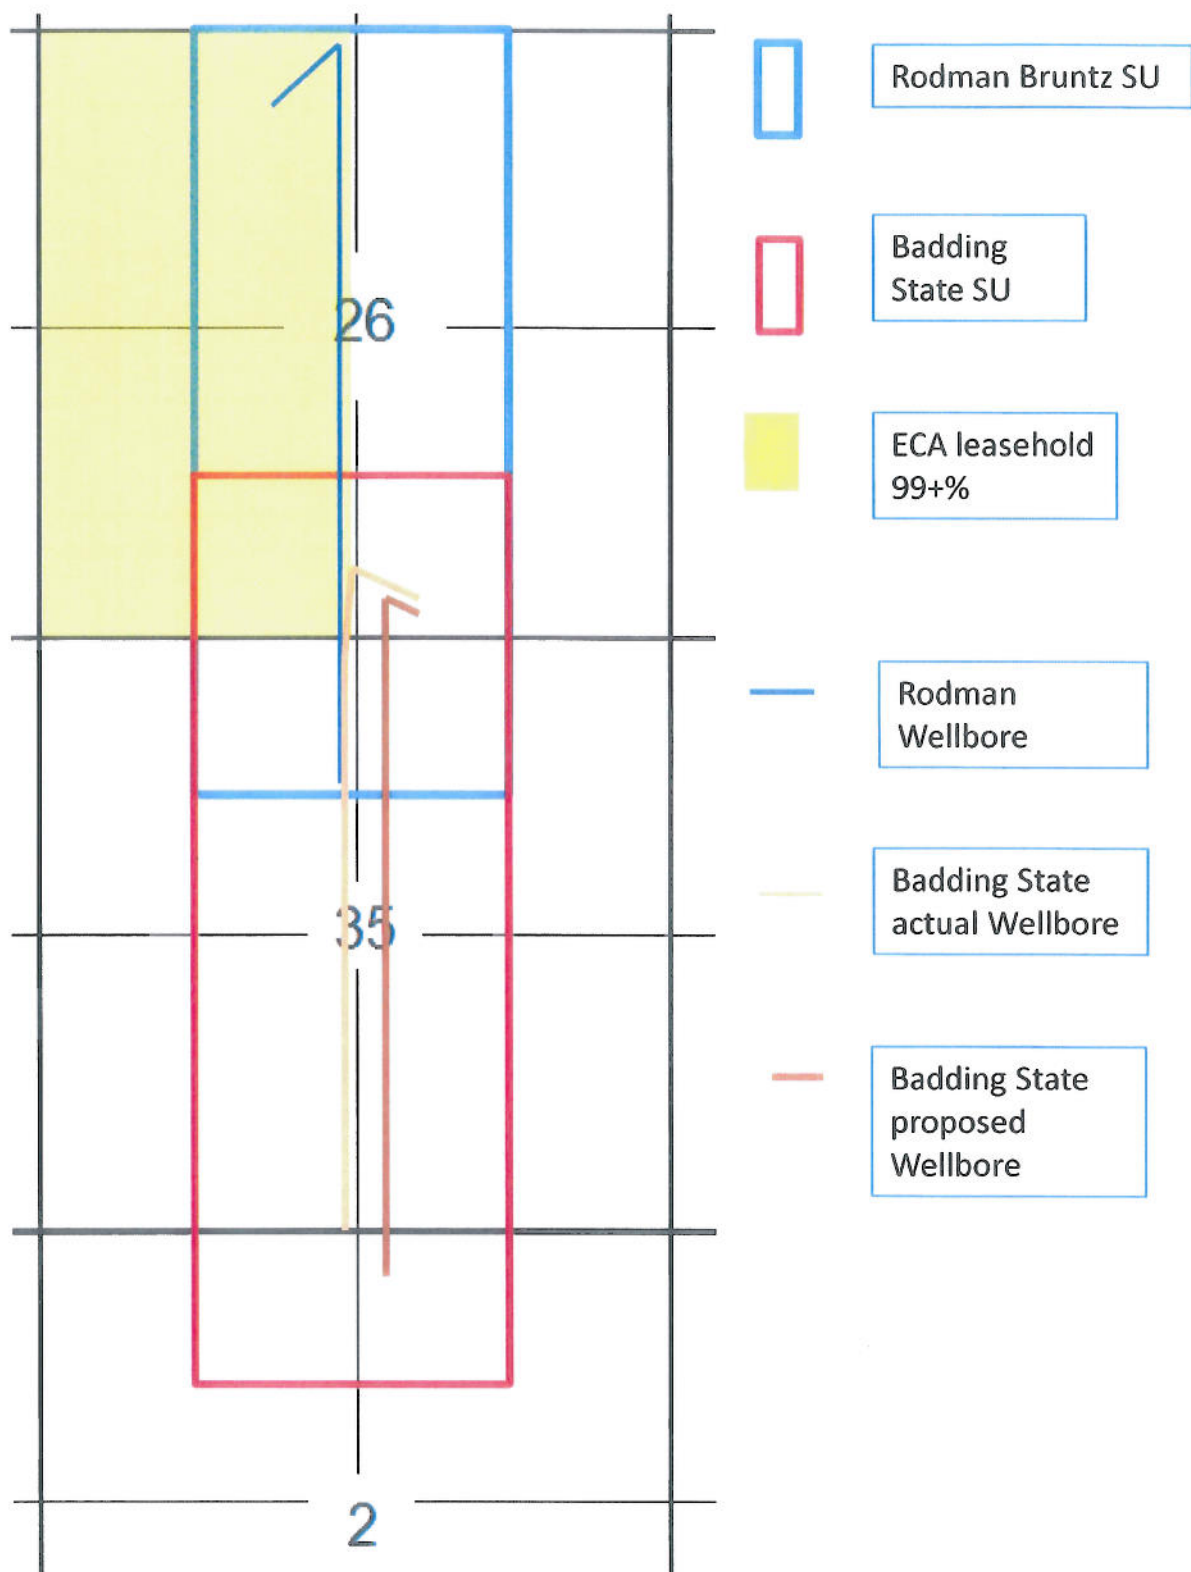 Rodman Bruntz SU
Badding
State SU
26
ECA leasehold
99+%
Rodman
Wellbore
Badding State
actual Wellbore
35
Badding State
proposed
Wellbore
2